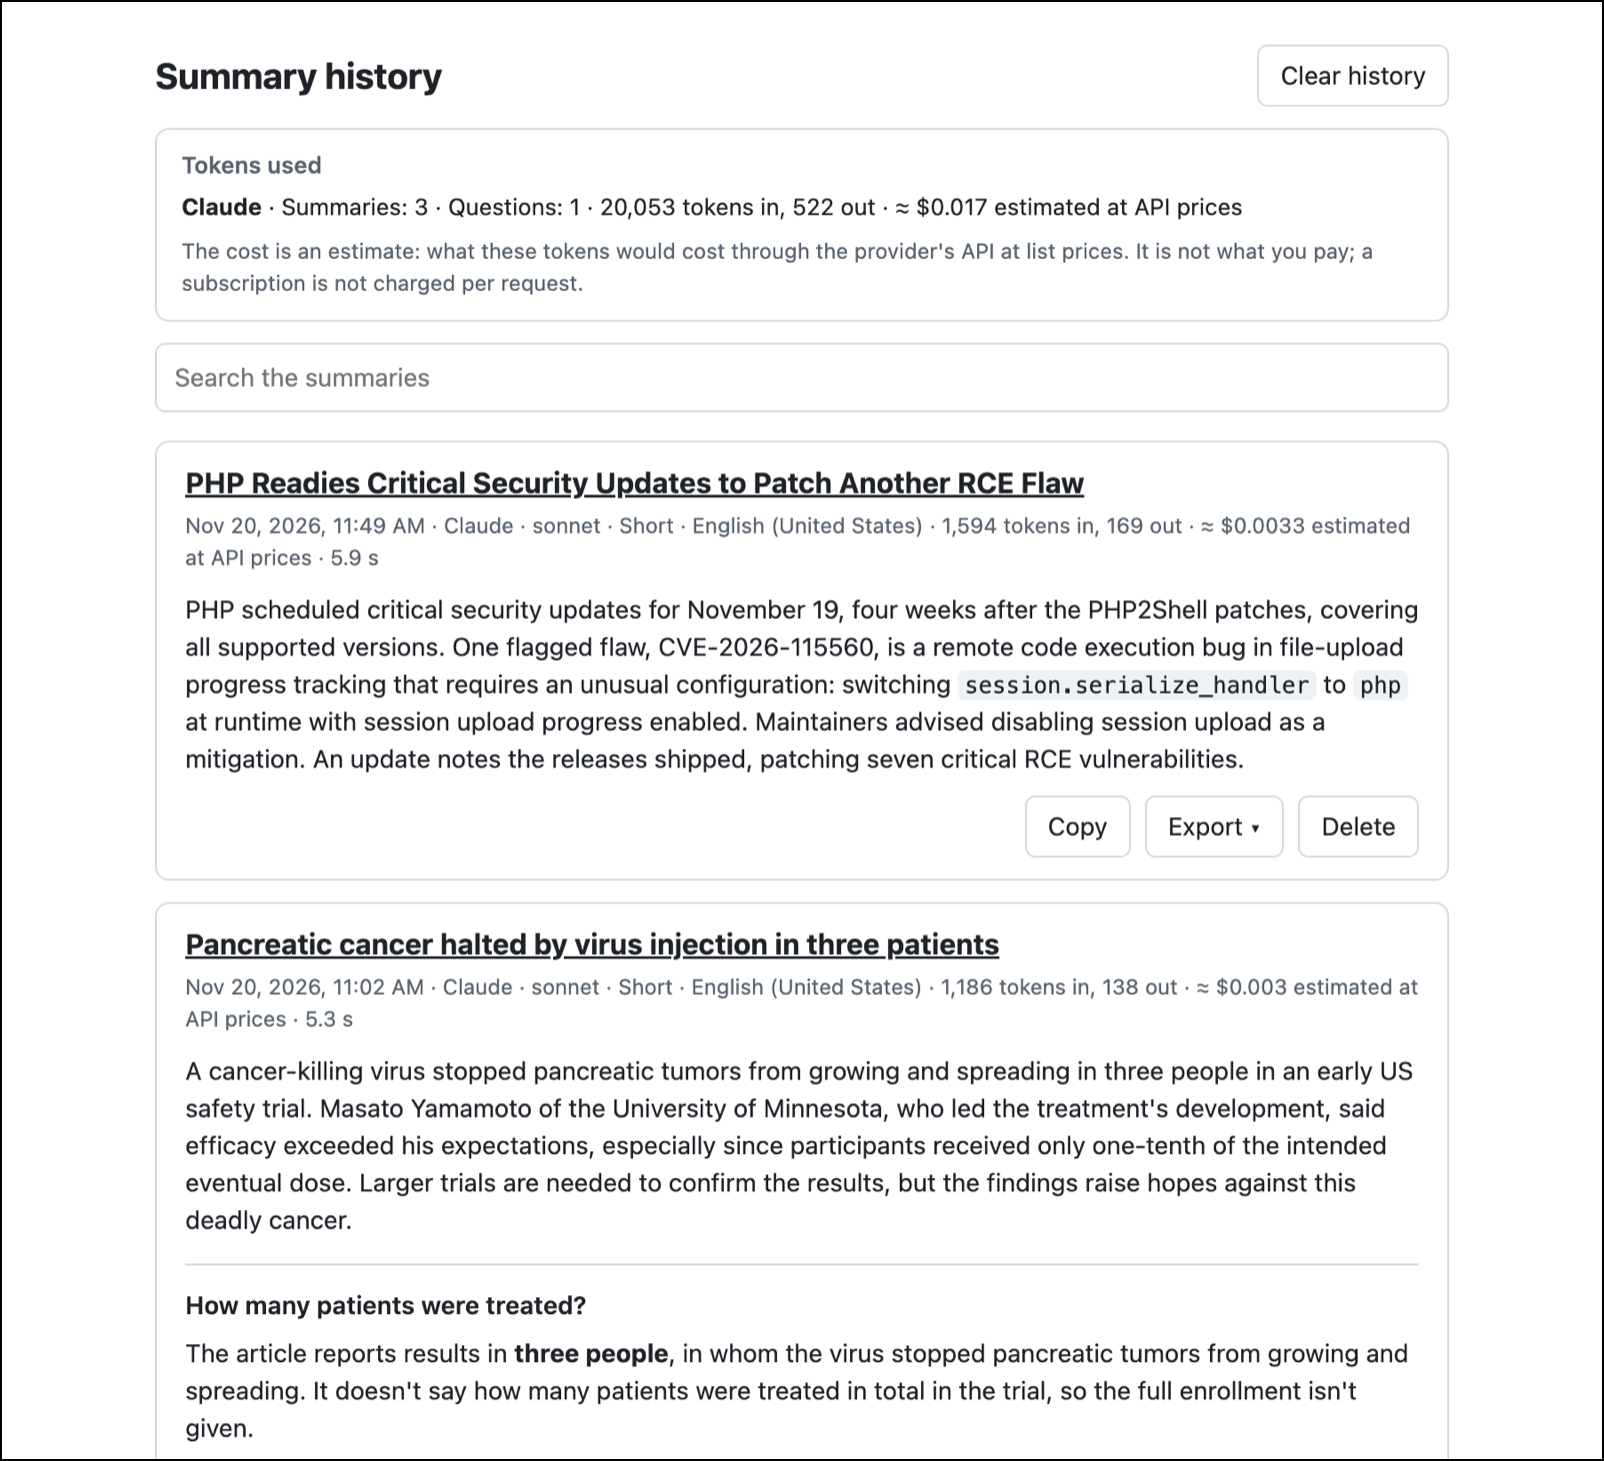 Summary history
Clear history
Tokens used
Claude · Summaries: 3 · Questions: 1 · 20,053 tokens in, 522 out · ≈ $0.017 estimated at API prices
The cost is an estimate: what these tokens would cost through the provider's API at list prices. It is not what you pay; a
subscription is not charged per request.
Search the summaries
PHP Readies Critical Security Updates to Patch Another RCE Flaw
Nov 20, 2026, 11:49 AM · Claude · sonnet · Short · English (United States) · 1,594 tokens in, 169 out · ≈ $0.0033 estimated
at API prices · 5.9 s
PHP scheduled critical security updates for November 19, four weeks after the PHP2Shell patches, covering
all supported versions. One flagged flaw, CVE-2026-115560, is a remote code execution bug in file-upload
progress tracking that requires an unusual configuration: switching session.serialize_handler to php
at runtime with session upload progress enabled. Maintainers advised disabling session upload as a
mitigation. An update notes the releases shipped, patching seven critical RCE vulnerabilities.
Copy
Export ▾
Delete
Pancreatic cancer halted by virus injection in three patients
Nov 20, 2026, 11:02 AM · Claude · sonnet · Short · English (United States) · 1,186 tokens in, 138 out · ≈ $0.003 estimated at
API prices · 5.3 s
A cancer-killing virus stopped pancreatic tumors from growing and spreading in three people in an early US
safety trial. Masato Yamamoto of the University of Minnesota, who led the treatment's development, said
efficacy exceeded his expectations, especially since participants received only one-tenth of the intended
eventual dose. Larger trials are needed to confirm the results, but the findings raise hopes against this
deadly cancer.
How many patients were treated?
The article reports results in three people, in whom the virus stopped pancreatic tumors from growing and
spreading. It doesn't say how many patients were treated in total in the trial, so the full enrollment isn't
given.